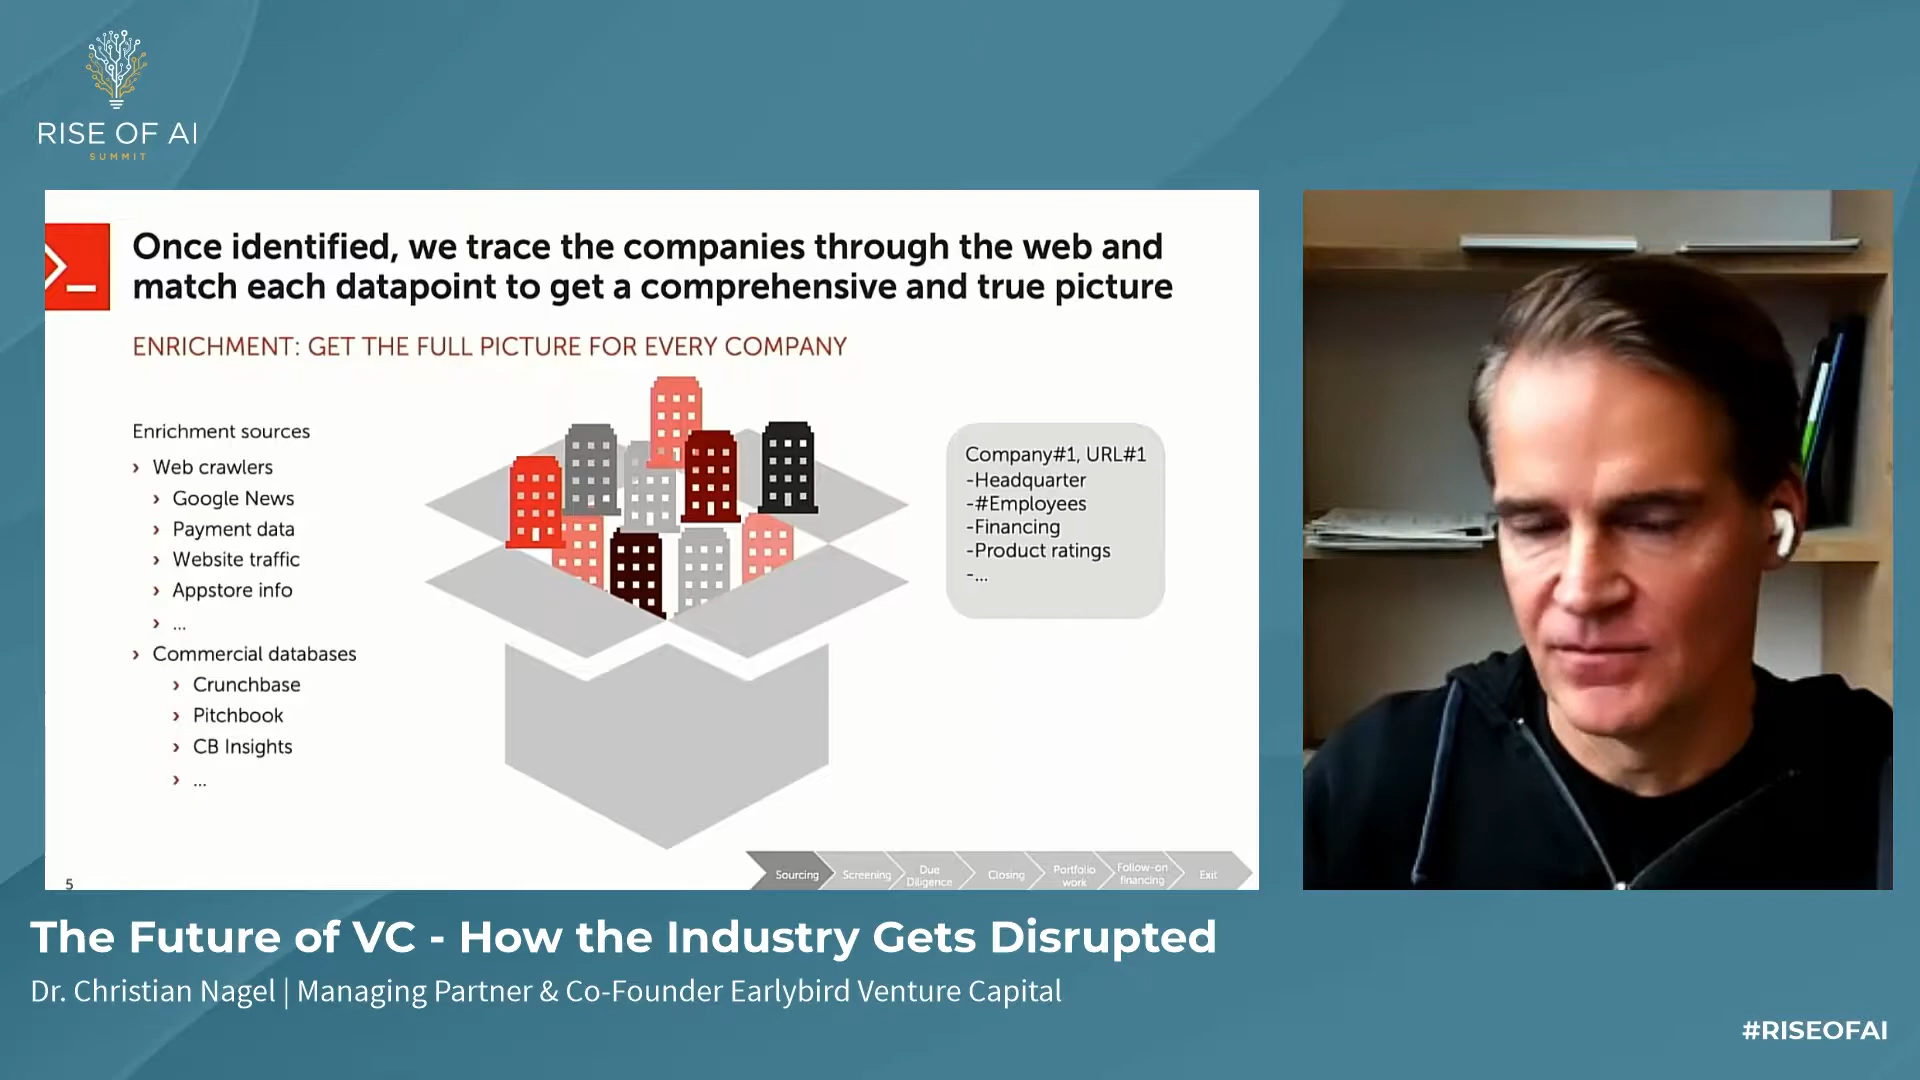 RISE OF AI
SUMMIT
Once identified, we trace the companies through the web and
match each datapoint to get a comprehensive and true picture
ENRICHMENT: GET THE FULL PICTURE FOR EVERY COMPANY
Enrichment sources
› Web crawlers
› Google News
› Payment data
› Website traffic
› Appstore info
› ...
› Commercial databases
› Crunchbase
› Pitchbook
› CB Insights
› ...
Company#1, URL#1
-Headquarter
-#Employees
-Financing
-Product ratings
-...
5
Sourcing
Screening
Due
Diligence
Closing
Portfolio
work
Follow-on
financing
Exit
The Future of VC - How the Industry Gets Disrupted
Dr. Christian Nagel | Managing Partner & Co-Founder Earlybird Venture Capital
#RISEOFAI